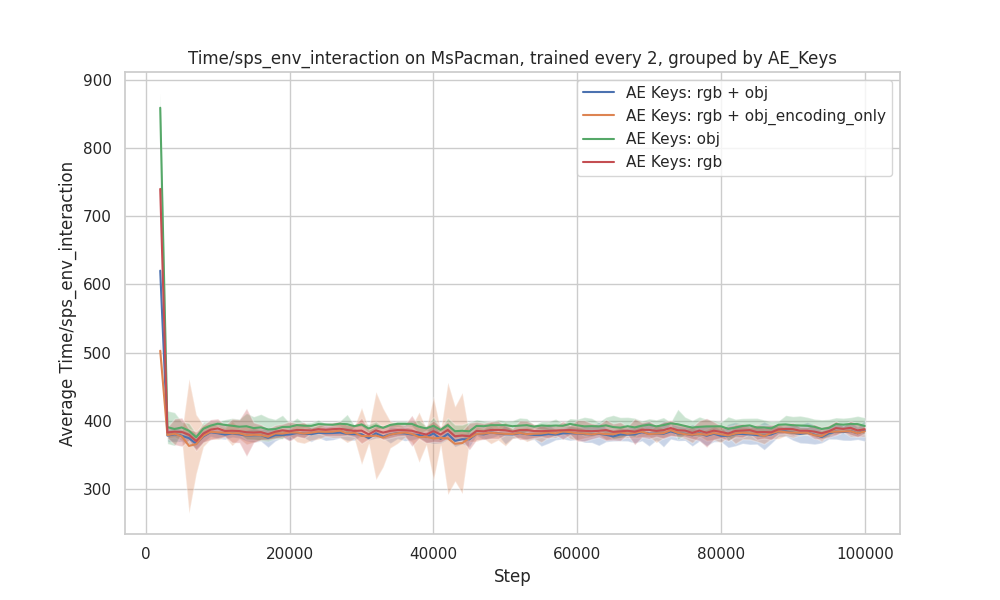 Time/sps_env_interaction on MsPacman, trained every 2, grouped by AE_Keys
AE Keys: rgb + obj
AE Keys: rgb + obj_encoding_only
AE Keys: obj
AE Keys: rgb
Average Time/sps_env_interaction
900
800
700
600
500
400
300
0 20000 40000 60000 80000 100000
Step